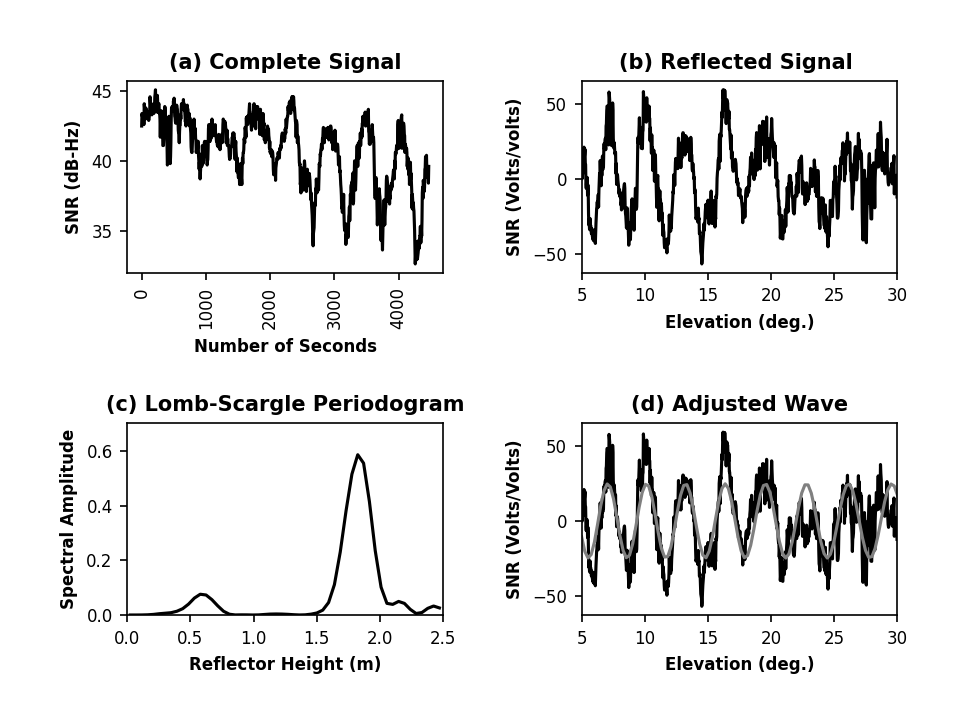 (a) Complete Signal
45
40
35
SNR (dB-Hz)
0
1000
2000
3000
4000
Number of Seconds
(b) Reflected Signal
50
0
−50
SNR (Volts/volts)
5 10 15 20 25 30
Elevation (deg.)
(c) Lomb-Scargle Periodogram
0.6
0.4
0.2
0.0
Spectral Amplitude
0.0 0.5 1.0 1.5 2.0 2.5
Reflector Height (m)
(d) Adjusted Wave
50
0
−50
SNR (Volts/Volts)
5 10 15 20 25 30
Elevation (deg.)